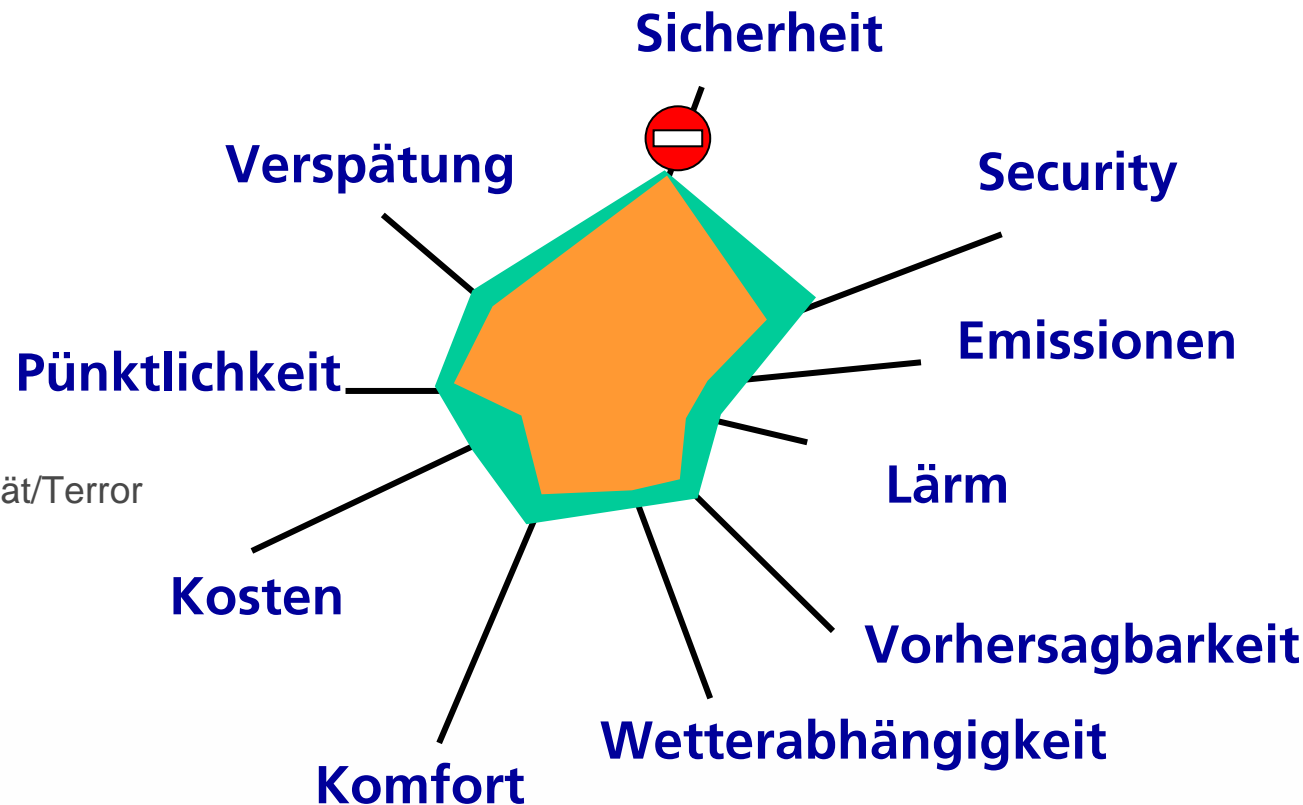 Sicherheit
Verspätung
Security
Emissionen
Pünktlichkeit
Lärm
ät/Terror
Kosten
Vorhersagbarkeit
Wetterabhängigkeit
Komfort